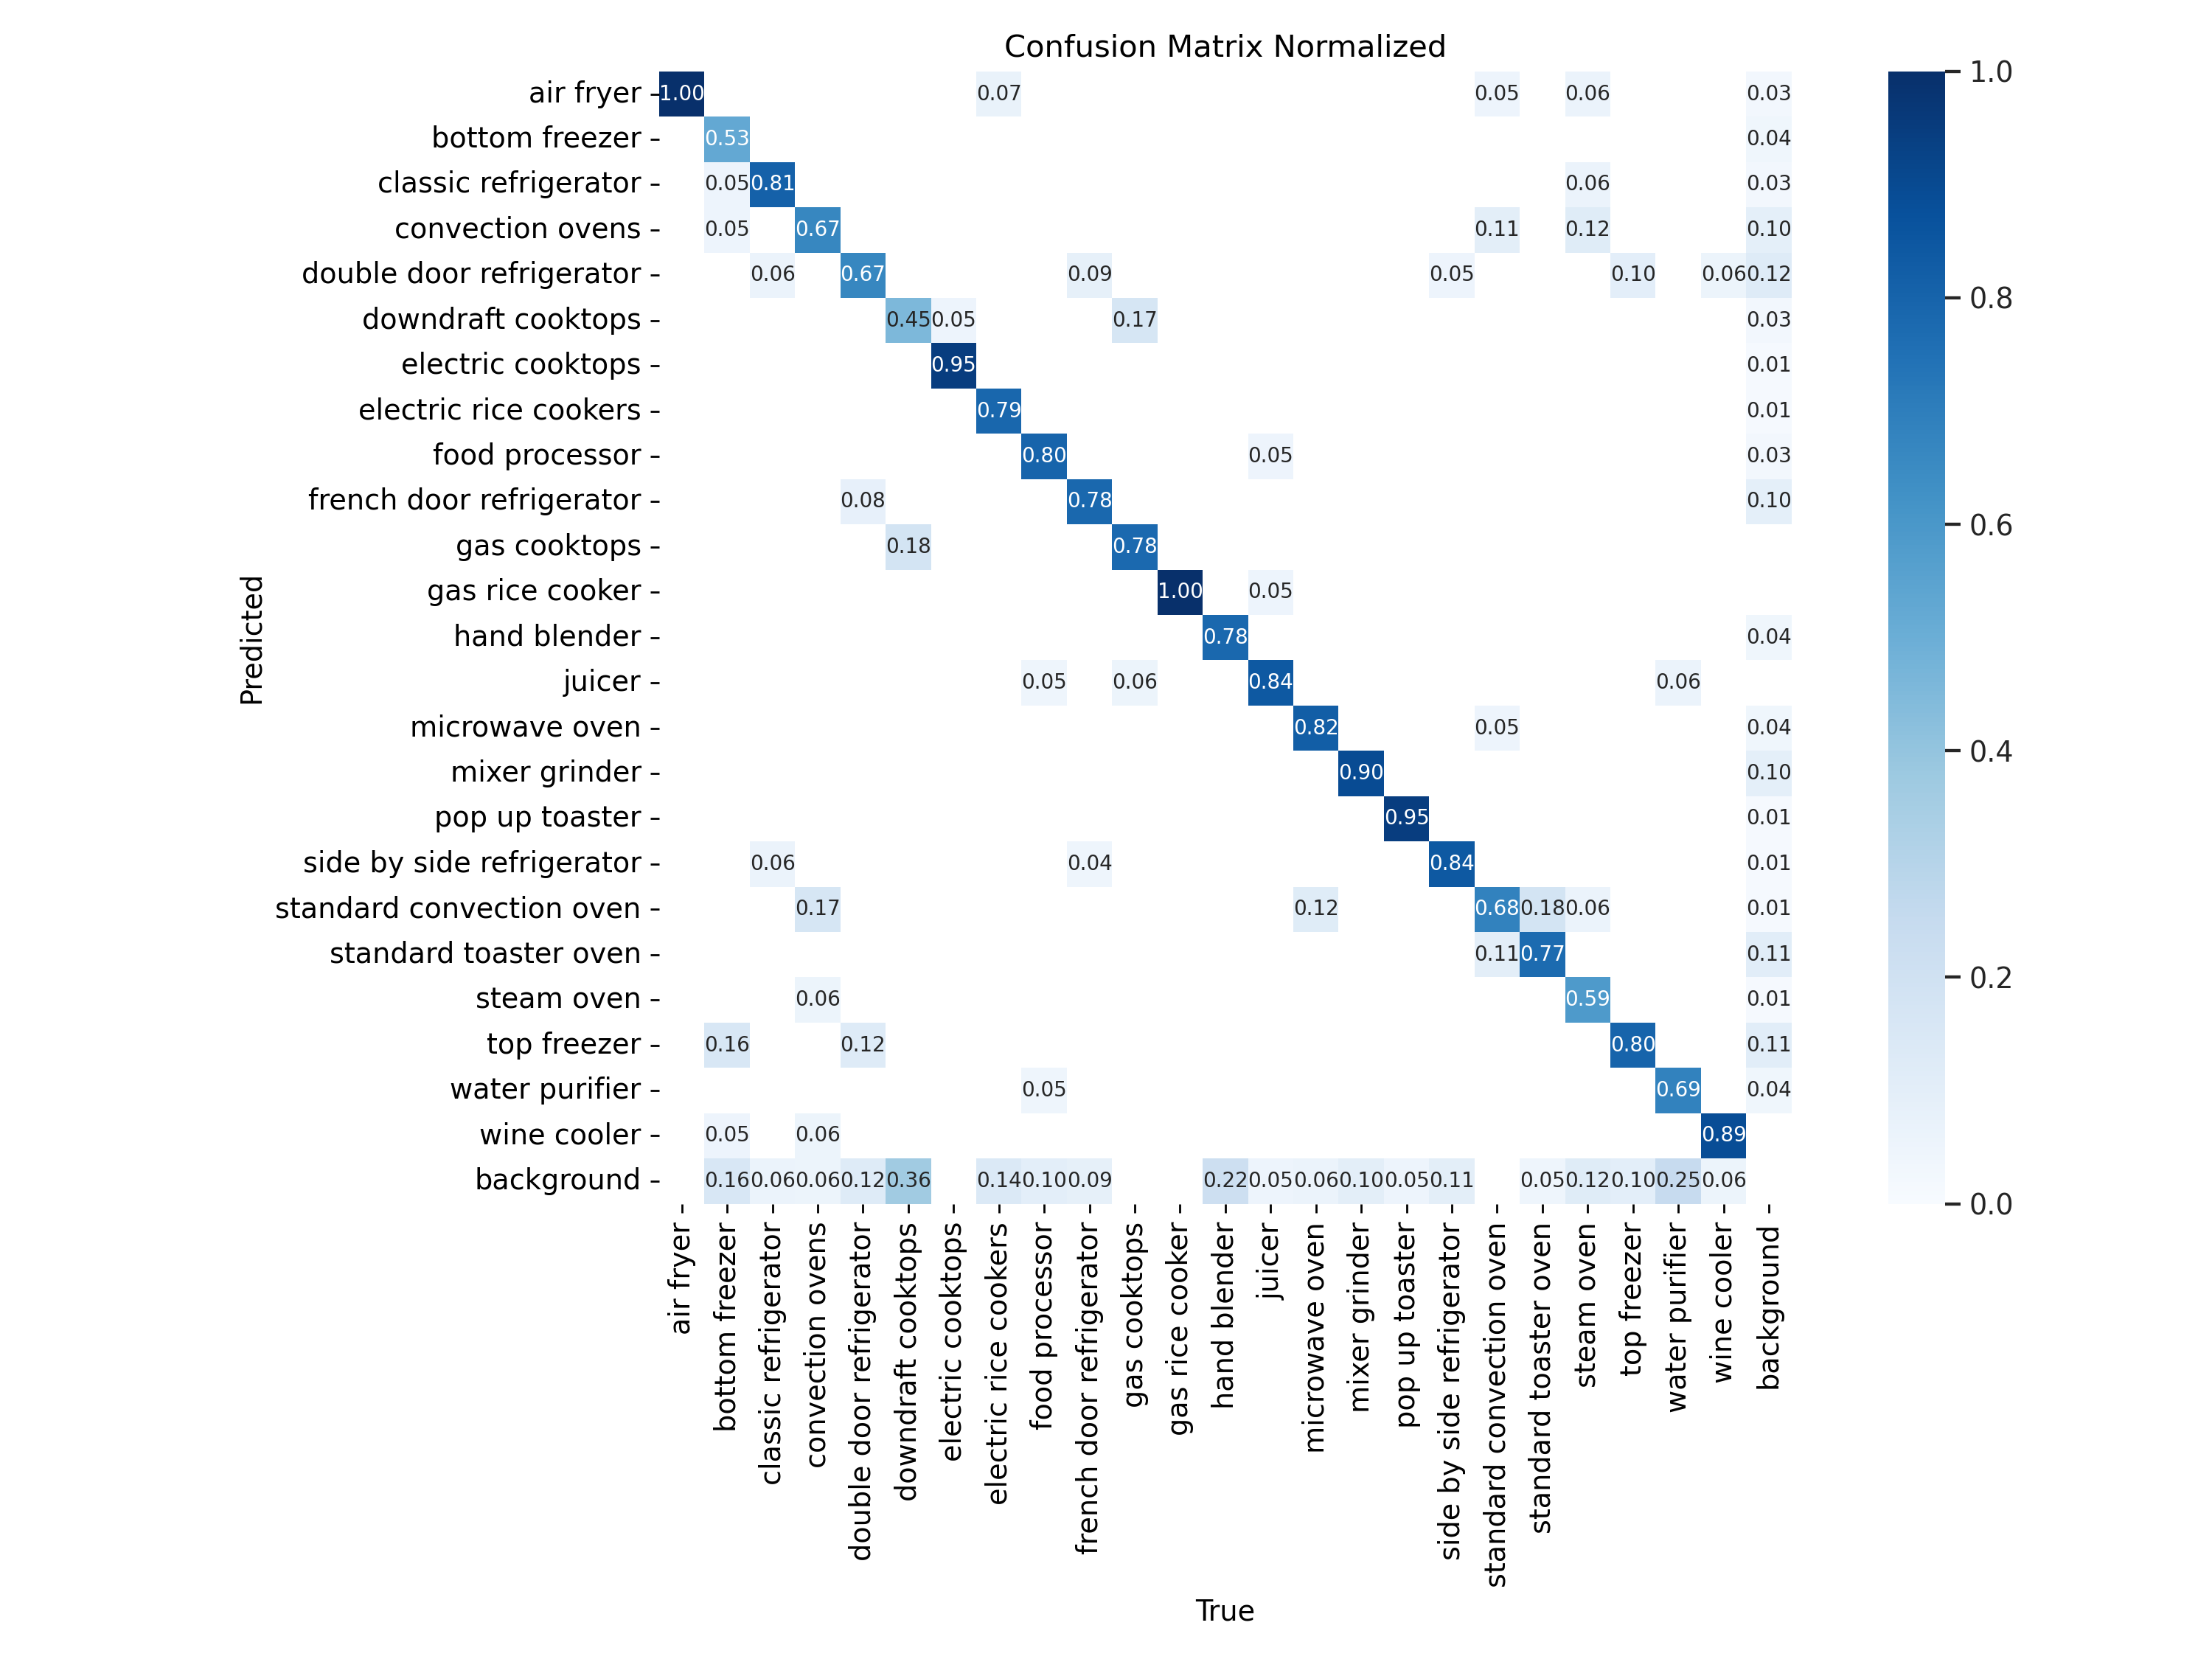 Confusion Matrix Normalized
air fryer 1.00 0.07 0.05 0.06 0.03
bottom freezer 0.53 0.04
classic refrigerator 0.05 0.81 0.06 0.03
convection ovens 0.05 0.67 0.11 0.12 0.10
double door refrigerator 0.06 0.67 0.09 0.05 0.10 0.06 0.12
downdraft cooktops 0.45 0.05 0.17 0.03
electric cooktops 0.95 0.01
electric rice cookers 0.79 0.01
food processor 0.80 0.05 0.03
french door refrigerator 0.08 0.78 0.10
gas cooktops 0.18 0.78
gas rice cooker 1.00 0.05
hand blender 0.78 0.04
juicer 0.05 0.06 0.84 0.06
microwave oven 0.82 0.05 0.04
mixer grinder 0.90 0.10
pop up toaster 0.95 0.01
side by side refrigerator 0.06 0.04 0.84 0.01
standard convection oven 0.17 0.12 0.68 0.18 0.06 0.01
standard toaster oven 0.11 0.77 0.11
steam oven 0.06 0.59 0.01
top freezer 0.16 0.12 0.80 0.11
water purifier 0.05 0.69 0.04
wine cooler 0.05 0.06 0.89
background 0.16 0.06 0.06 0.12 0.36 0.14 0.10 0.09 0.22 0.05 0.06 0.10 0.05 0.11 0.05 0.12 0.10 0.25 0.06
Predicted
air fryer
bottom freezer
classic refrigerator
convection ovens
double door refrigerator
downdraft cooktops
electric cooktops
electric rice cookers
food processor
french door refrigerator
gas cooktops
gas rice cooker
hand blender
juicer
microwave oven
mixer grinder
pop up toaster
side by side refrigerator
standard convection oven
standard toaster oven
steam oven
top freezer
water purifier
wine cooler
background
True
1.0
0.8
0.6
0.4
0.2
0.0